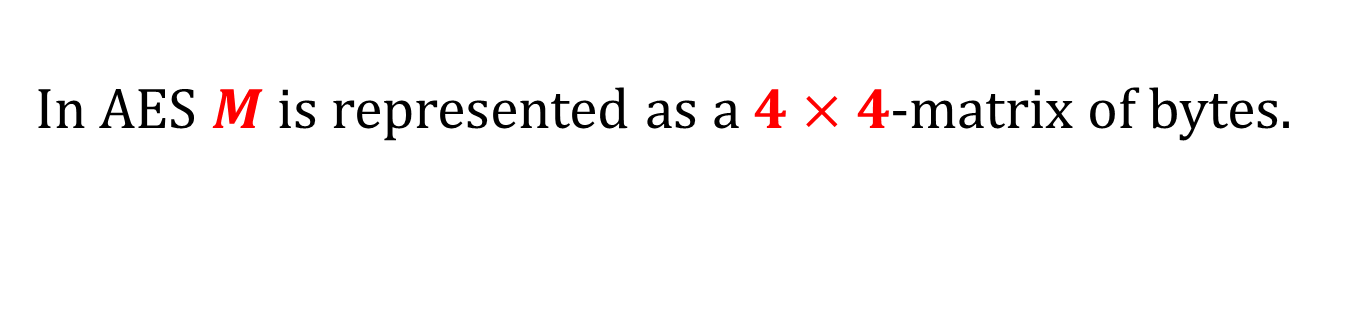 In AES M is represented as a 4 × 4-matrix of bytes.